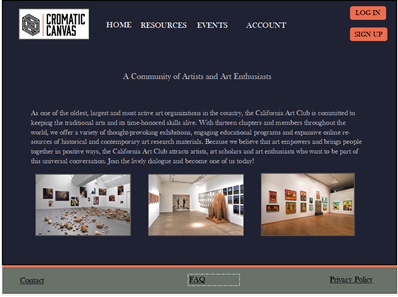 CROMATIC
CANVAS
HOME RESOURCES EVENTS ACCOUNT
LOG IN
SIGN UP
A Community of Artists and Art Enthusiasts
As one of the oldest, largest and most active art organizations in the country, the California Art Club is committed to
keeping the traditional arts and its time-honored skills alive. With thirteen chapters and members throughout the
world, we offer a variety of thought-provoking exhibitions, engaging educational programs and expansive online re-
sources of historical and contemporary art research materials. Because we believe that art empowers and brings people
together in positive ways, the California Art Club attracts artists, art scholars and art enthusiasts who want to be part of
this universal conversation. Join the lively dialogue and become one of us today!
Contact FAQ Privacy Policy